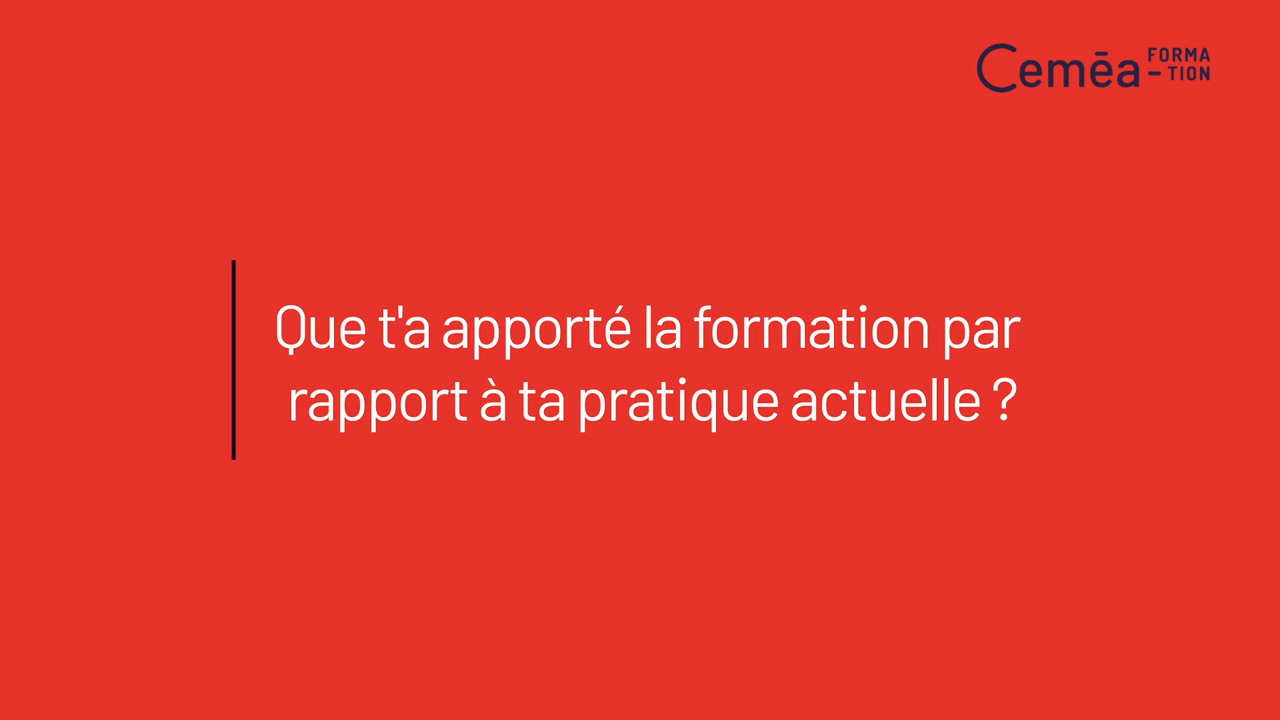 Cemēa FORMA
-TION
Que t'a apporté la formation par
rapport à ta pratique actuelle ?